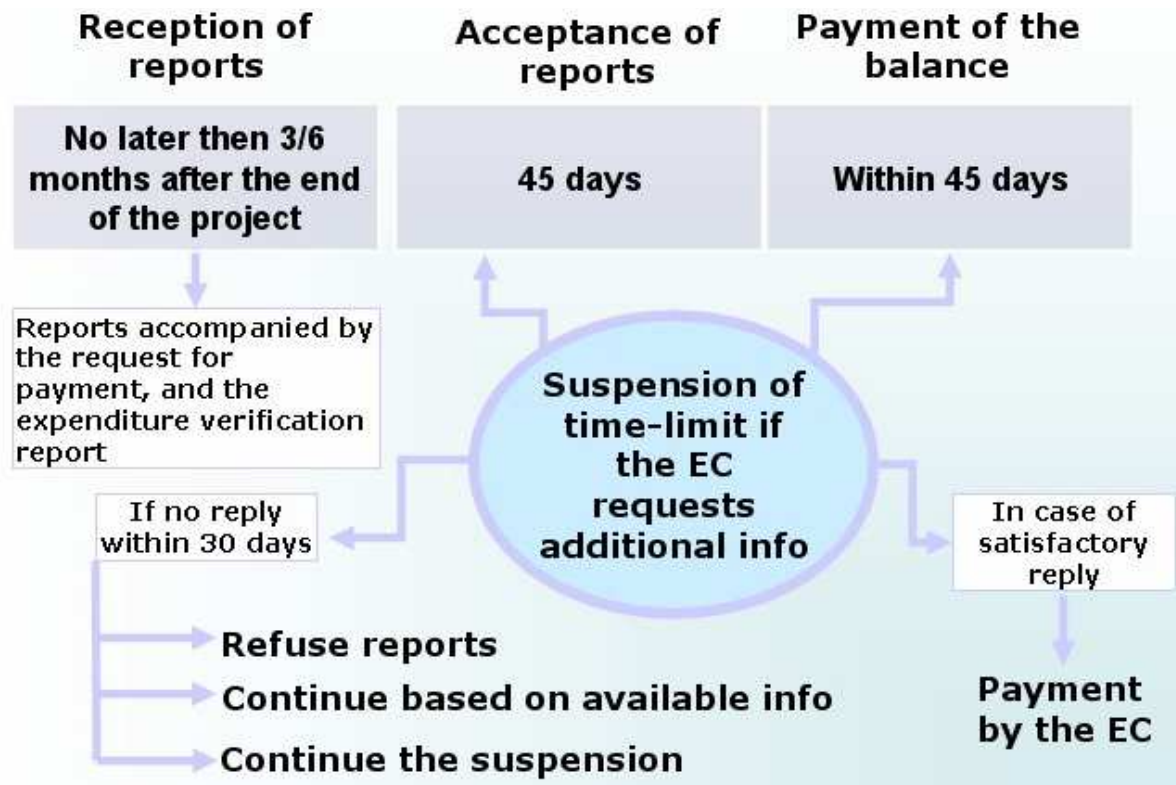 Reception of
reports
Acceptance of
reports
Payment of the
balance
No later then 3/6
months after the end
of the project
45 days
Within 45 days
Reports accompanied by
the request for
payment, and the
expenditure verification
report
Suspension of
time-limit if
the EC
requests
additional info
If no reply
within 30 days
In case of
satisfactory
reply
Refuse reports
Continue based on available info
Continue the suspension
Payment
by the EC